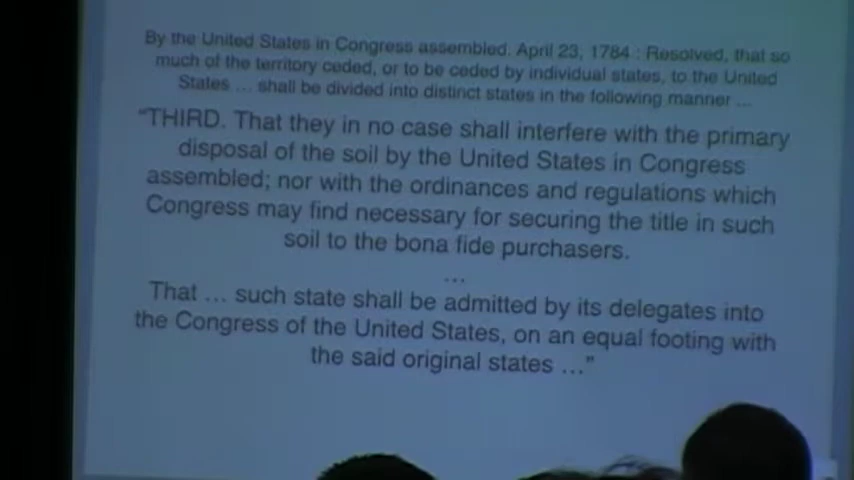 By the United States in Congress assembled. April 23, 1784 : Resolved, that so
much of the territory ceded, or to be ceded by individual states, to the United
States ... shall be divided into distinct states in the following manner ...
"THIRD. That they in no case shall interfere with the primary
disposal of the soil by the United States in Congress
assembled; nor with the ordinances and regulations which
Congress may find necessary for securing the title in such
soil to the bona fide purchasers.
...
That ... such state shall be admitted by its delegates into
the Congress of the United States, on an equal footing with
the said original states ..."